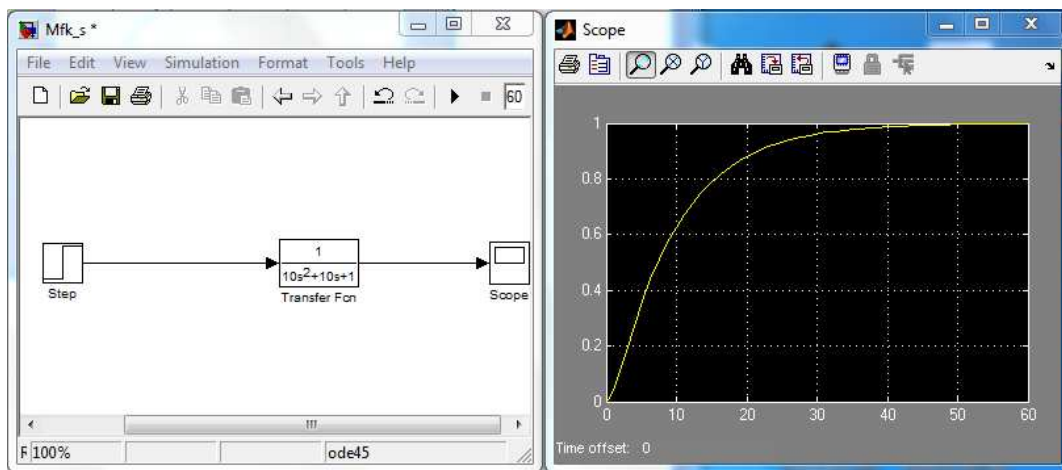 Mfk_s *
File Edit View Simulation Format Tools Help
60
Step
1
10s²+10s+1
Transfer Fcn
Scope
R 100%
ode45
Scope
1
0.8
0.6
0.4
0.2
0
0 10 20 30 40 50 60
Time offset: 0